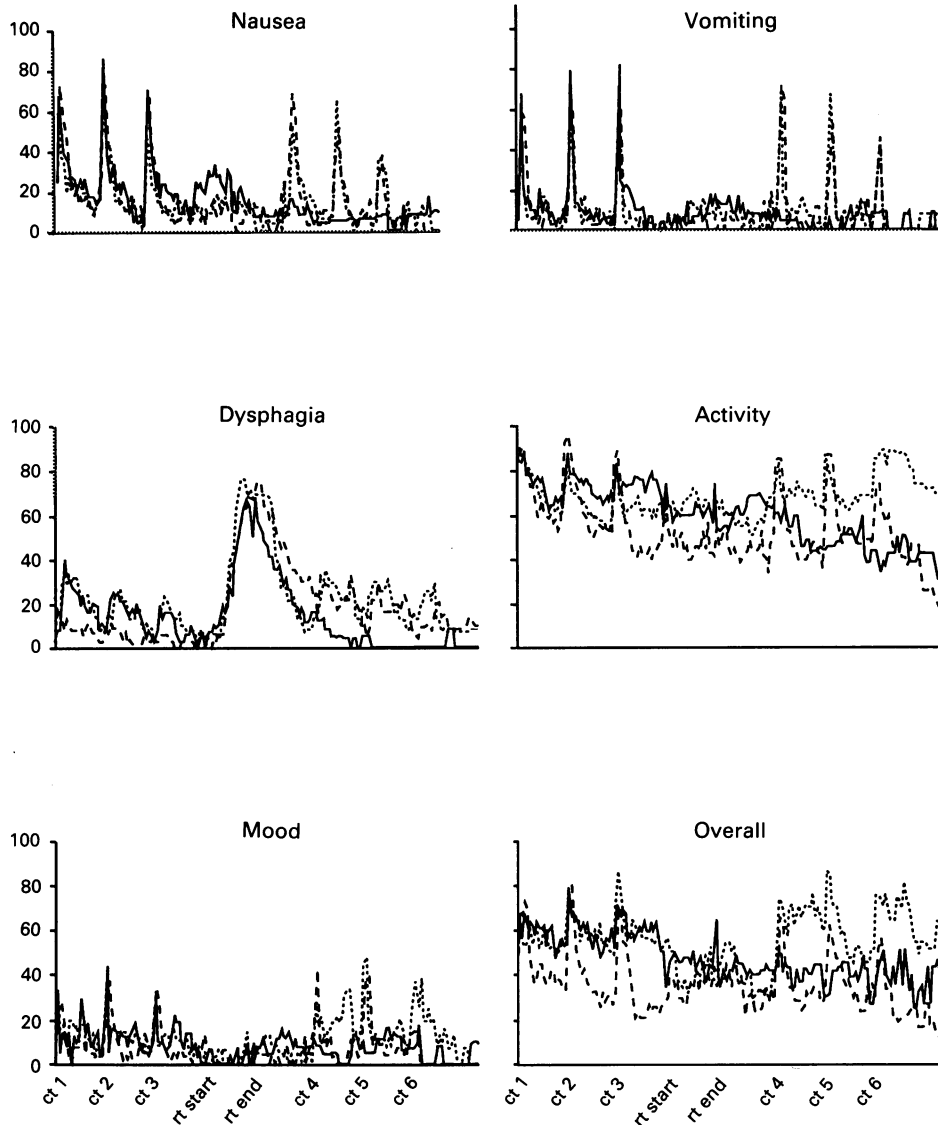 Nausea
Vomiting
100
80
60
40
20
0
Dysphagia
Activity
100
80
60
40
20
0
Mood
Overall
100
80
60
40
20
0
ct 1
ct 2
ct 3
rt start
rt end
ct 4
ct 5
ct 6
ct 1
ct 2
ct 3
rt start
rt end
ct 4
ct 5
ct 6